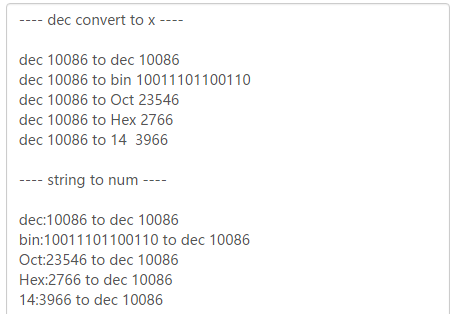 ---- dec convert to x ----
dec 10086 to dec 10086
dec 10086 to bin 10011101100110
dec 10086 to Oct 23546
dec 10086 to Hex 2766
dec 10086 to 14  3966
---- string to num ----
dec:10086 to dec 10086
bin:10011101100110 to dec 10086
Oct:23546 to dec 10086
Hex:2766 to dec 10086
14:3966 to dec 10086